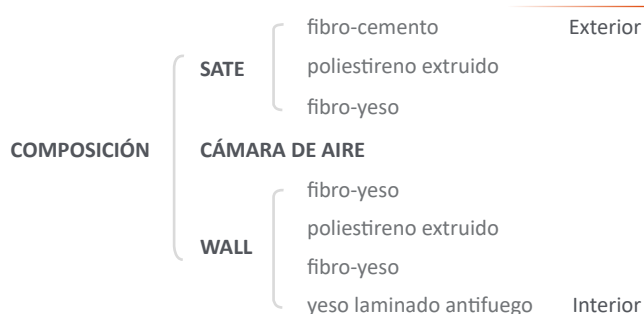 fibro-cemento Exterior
SATE poliestireno extruido
fibro-yeso
COMPOSICIÓN CÁMARA DE AIRE
fibro-yeso
poliestireno extruido
WALL
fibro-yeso
yeso laminado antifuego Interior